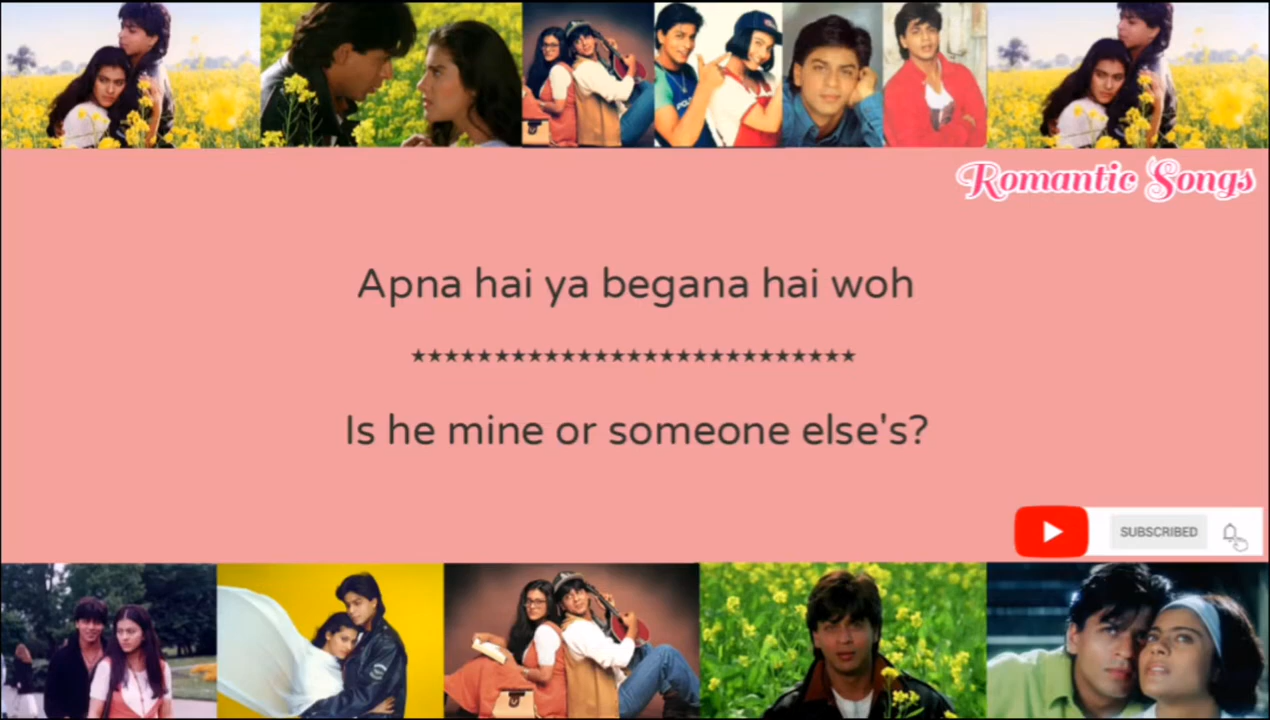 Romantic Songs
Apna hai ya begana hai woh
***************************
Is he mine or someone else's?
SUBSCRIBED